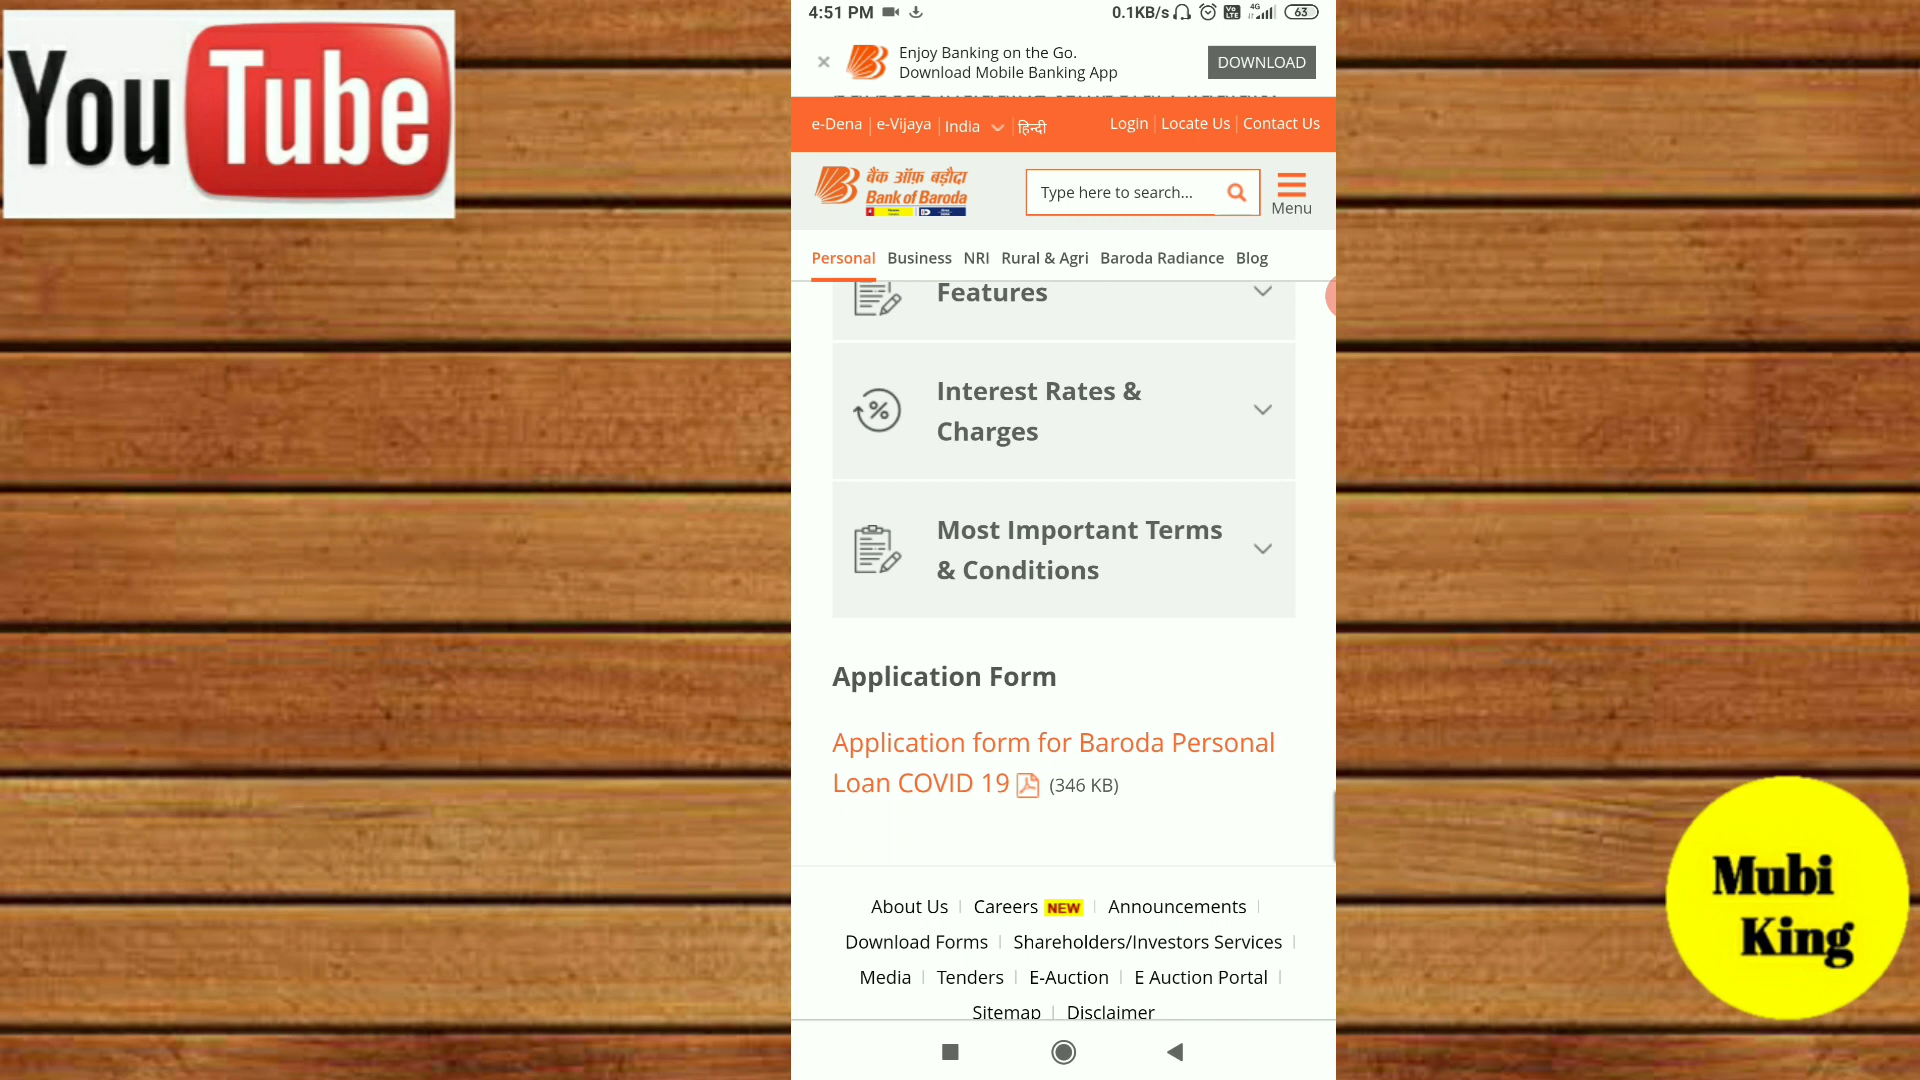 YouTube
4:51 PM 0.1KB/s Vo LTE 4G 63
Enjoy Banking on the Go.
Download Mobile Banking App
DOWNLOAD
e-Dena e-Vijaya India हिन्दी Login Locate Us Contact Us
बैंक ऑफ़ बड़ौदा
Bank of Baroda
Type here to search...
Menu
Personal Business NRI Rural & Agri Baroda Radiance Blog
Features
Interest Rates &
Charges
Most Important Terms
& Conditions
Application Form
Application form for Baroda Personal
Loan COVID 19 (346 KB)
About Us Careers NEW Announcements
Download Forms Shareholders/Investors Services
Media Tenders E-Auction E Auction Portal
Sitemap Disclaimer
Mubi
King